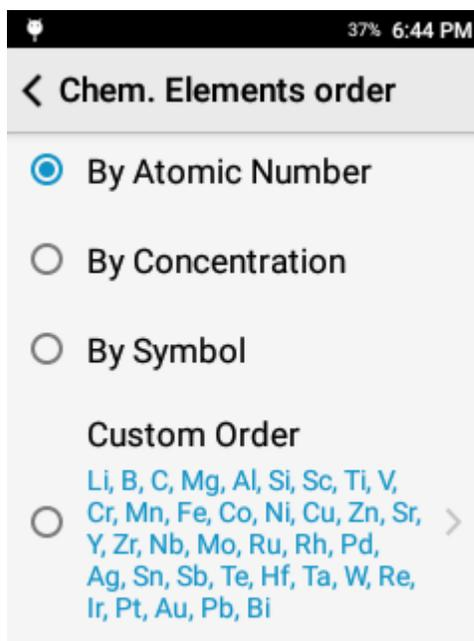 37% 6:44 PM
Chem. Elements order
By Atomic Number
By Concentration
By Symbol
Custom Order
Li, B, C, Mg, Al, Si, Sc, Ti, V,
Cr, Mn, Fe, Co, Ni, Cu, Zn, Sr,
Y, Zr, Nb, Mo, Ru, Rh, Pd,
Ag, Sn, Sb, Te, Hf, Ta, W, Re,
Ir, Pt, Au, Pb, Bi